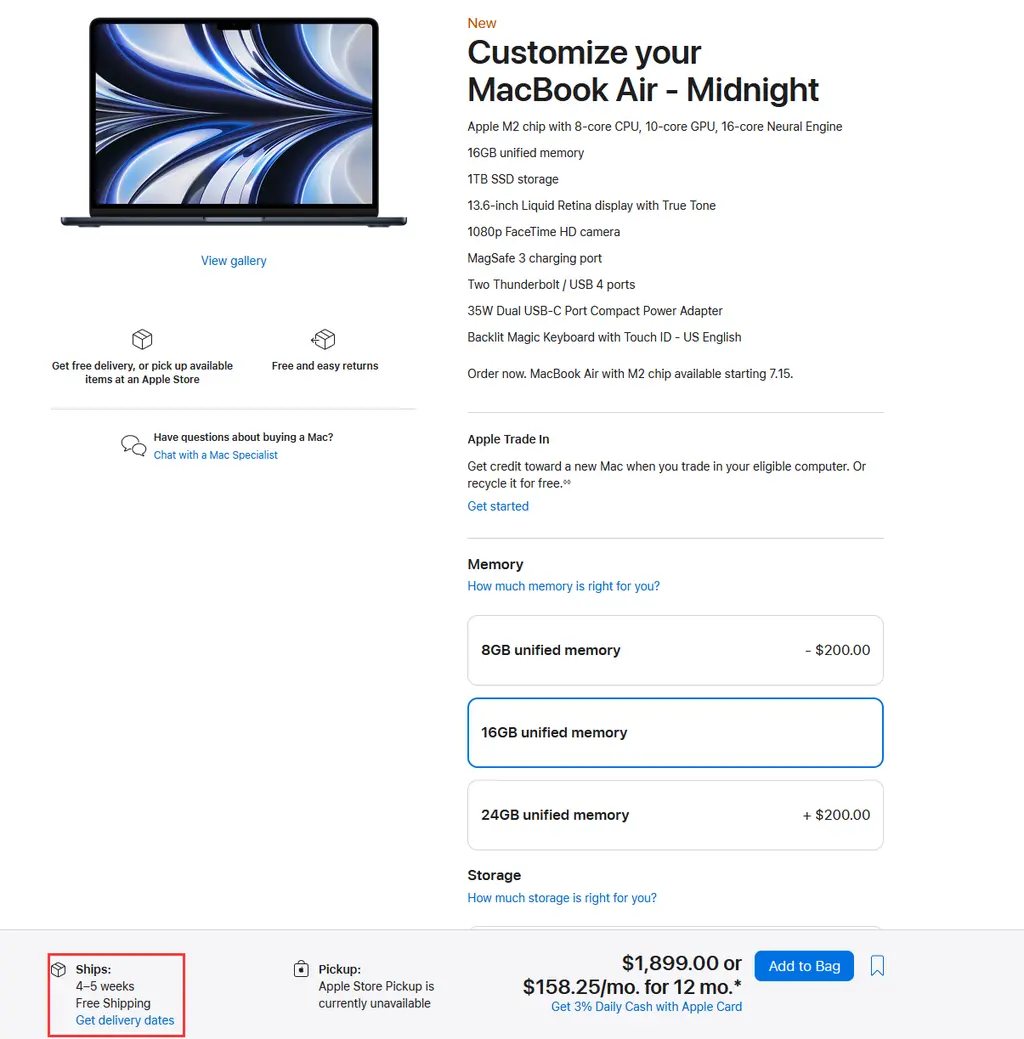 New
Customize your
MacBook Air - Midnight
Apple M2 chip with 8-core CPU, 10-core GPU, 16-core Neural Engine
16GB unified memory
1TB SSD storage
13.6-inch Liquid Retina display with True Tone
1080p FaceTime HD camera
MagSafe 3 charging port
Two Thunderbolt / USB 4 ports
35W Dual USB-C Port Compact Power Adapter
Backlit Magic Keyboard with Touch ID - US English
Order now. MacBook Air with M2 chip available starting 7.15.
View gallery
Get free delivery, or pick up available
items at an Apple Store
Free and easy returns
Have questions about buying a Mac?
Chat with a Mac Specialist
Apple Trade In
Get credit toward a new Mac when you trade in your eligible computer. Or
recycle it for free.◊◊
Get started
Memory
How much memory is right for you?
8GB unified memory - $200.00
16GB unified memory
24GB unified memory + $200.00
Storage
How much storage is right for you?
Ships:
4–5 weeks
Free Shipping
Get delivery dates
Pickup:
Apple Store Pickup is
currently unavailable
$1,899.00 or
$158.25/mo. for 12 mo.*
Get 3% Daily Cash with Apple Card
Add to Bag